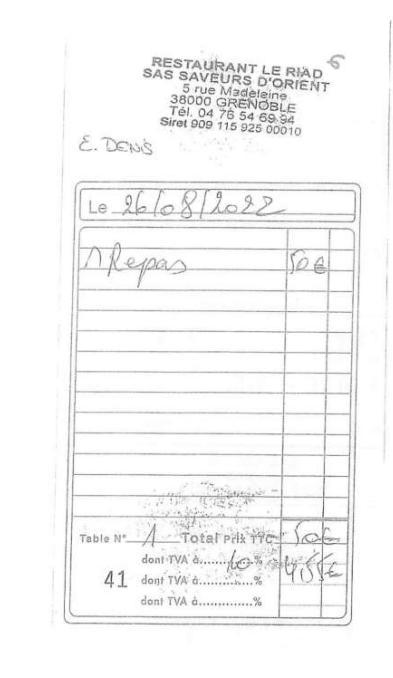 6
RESTAURANT LE RIAD
SAS SAVEURS D'ORIENT
5 rue Madeleine
38000 GRENOBLE
Tél. 04 76 54 69 94
Siret 909 115 925 00010
E. DENIS
Le 26/08/2022
1 Repas 50€
Table N° 1 Total Prix TTC 50€
dont TVA à......10.% 4,55€
41 dont TVA à..............%
dont TVA à..............%